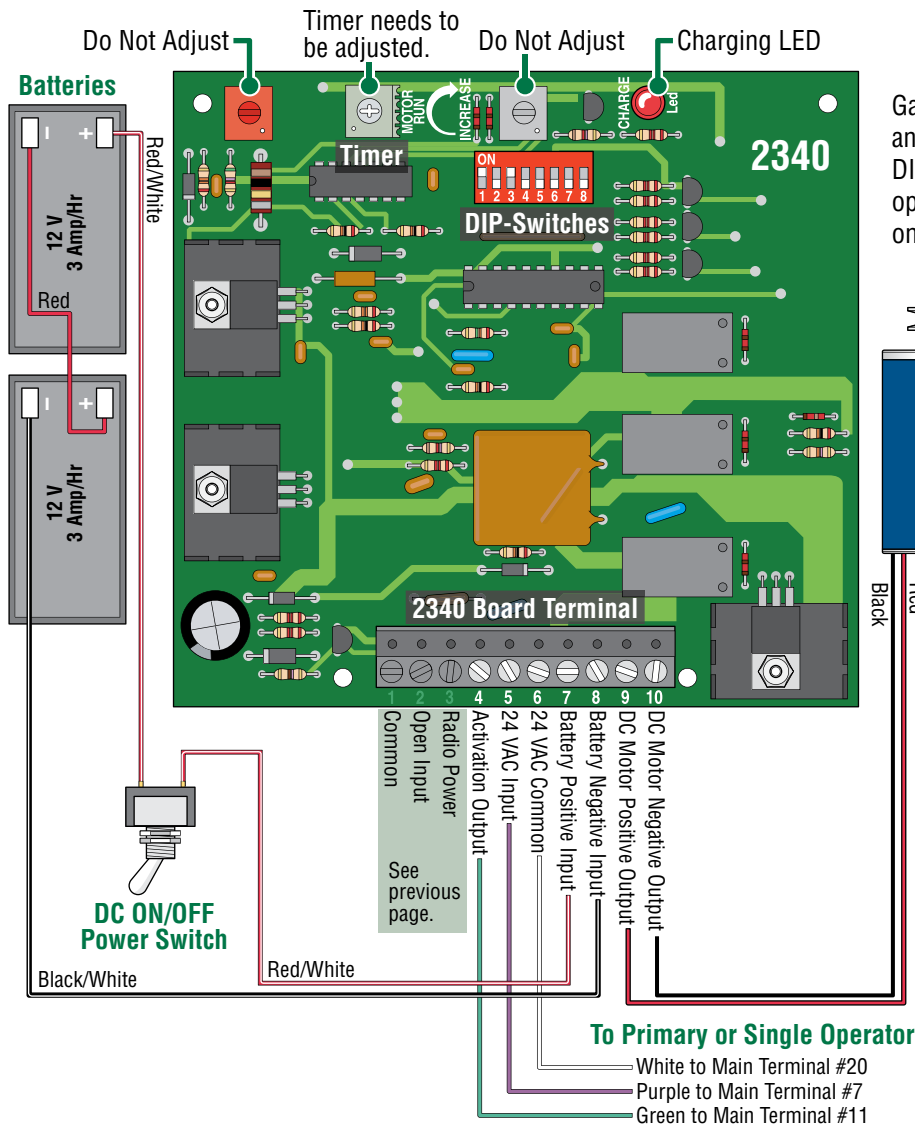 Do Not Adjust
Timer needs to
be adjusted.
Do Not Adjust
Charging LED
Batteries
– +
12 V
3 Amp/Hr
Red/White
Red
– +
12 V
3 Amp/Hr
MOTOR
RUN
INCREASE
CHARGE
Led
Timer
2340
ON
1 2 3 4 5 6 7 8
DIP-Switches
2340 Board Terminal
1 2 3 4 5 6 7 8 9 10
Common
Open Input
Radio Power
Activation Output
24 VAC Input
24 VAC Common
Battery Positive Input
Battery Negative Input
DC Motor Positive Output
DC Motor Negative Output
See
previous
page.
DC ON/OFF
Power Switch
Black/White
Red/White
Black
To Primary or Single Operator
White to Main Terminal #20
Purple to Main Terminal #7
Green to Main Terminal #11